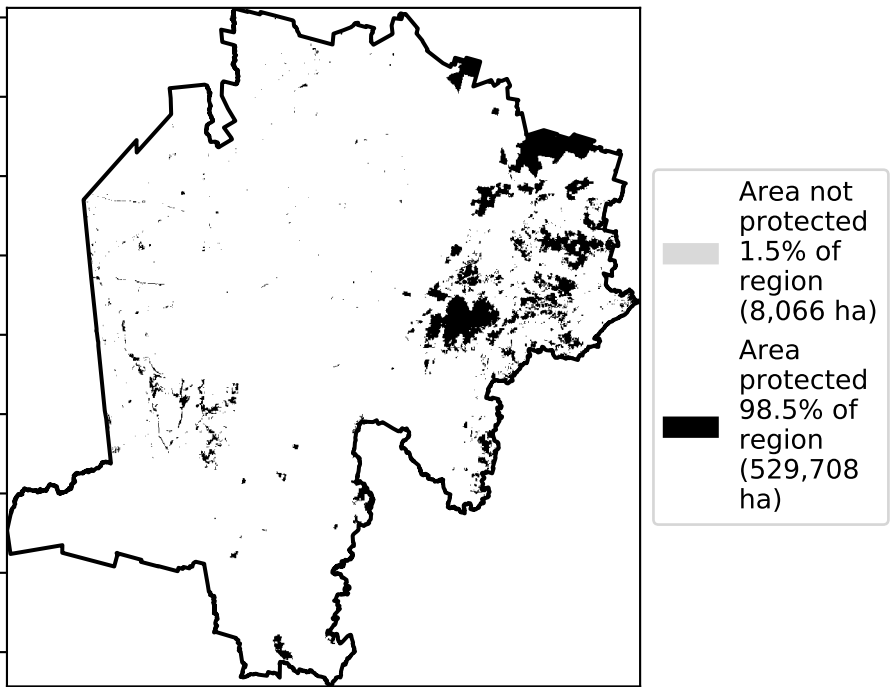 Area not
protected
1.5% of
region
(8,066 ha)
Area
protected
98.5% of
region
(529,708
ha)